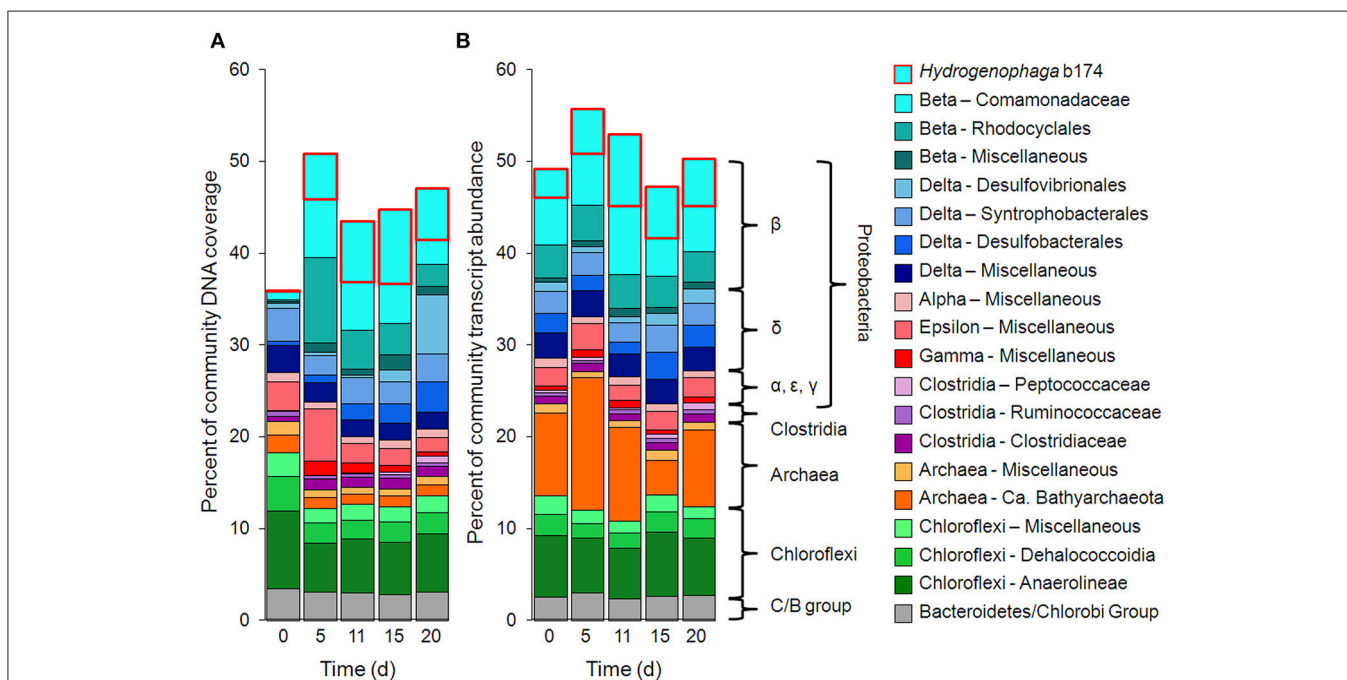 A
B
Percent of community DNA coverage
60
50
40
30
20
10
0
0 5 11 15 20
Time (d)
Percent of community transcript abundance
60
50
40
30
20
10
0
0 5 11 15 20
Time (d)
β
δ
α, ε, γ
Proteobacteria
Clostridia
Archaea
Chloroflexi
C/B group
Hydrogenophaga b174
Beta – Comamonadaceae
Beta - Rhodocyclales
Beta - Miscellaneous
Delta - Desulfovibrionales
Delta – Syntrophobacterales
Delta - Desulfobacterales
Delta – Miscellaneous
Alpha – Miscellaneous
Epsilon – Miscellaneous
Gamma - Miscellaneous
Clostridia – Peptococcaceae
Clostridia - Ruminococcaceae
Clostridia - Clostridiaceae
Archaea - Miscellaneous
Archaea - Ca. Bathyarchaeota
Chloroflexi – Miscellaneous
Chloroflexi - Dehalococcoidia
Chloroflexi - Anaerolineae
Bacteroidetes/Chlorobi Group